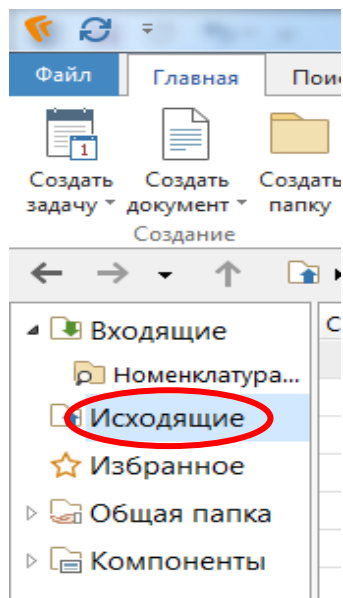 Файл Главная Пои
Создать Создать Создать
задачу документ папку
Создание
С
Входящие
Номенклатура...
Исходящие
Избранное
Общая папка
Компоненты